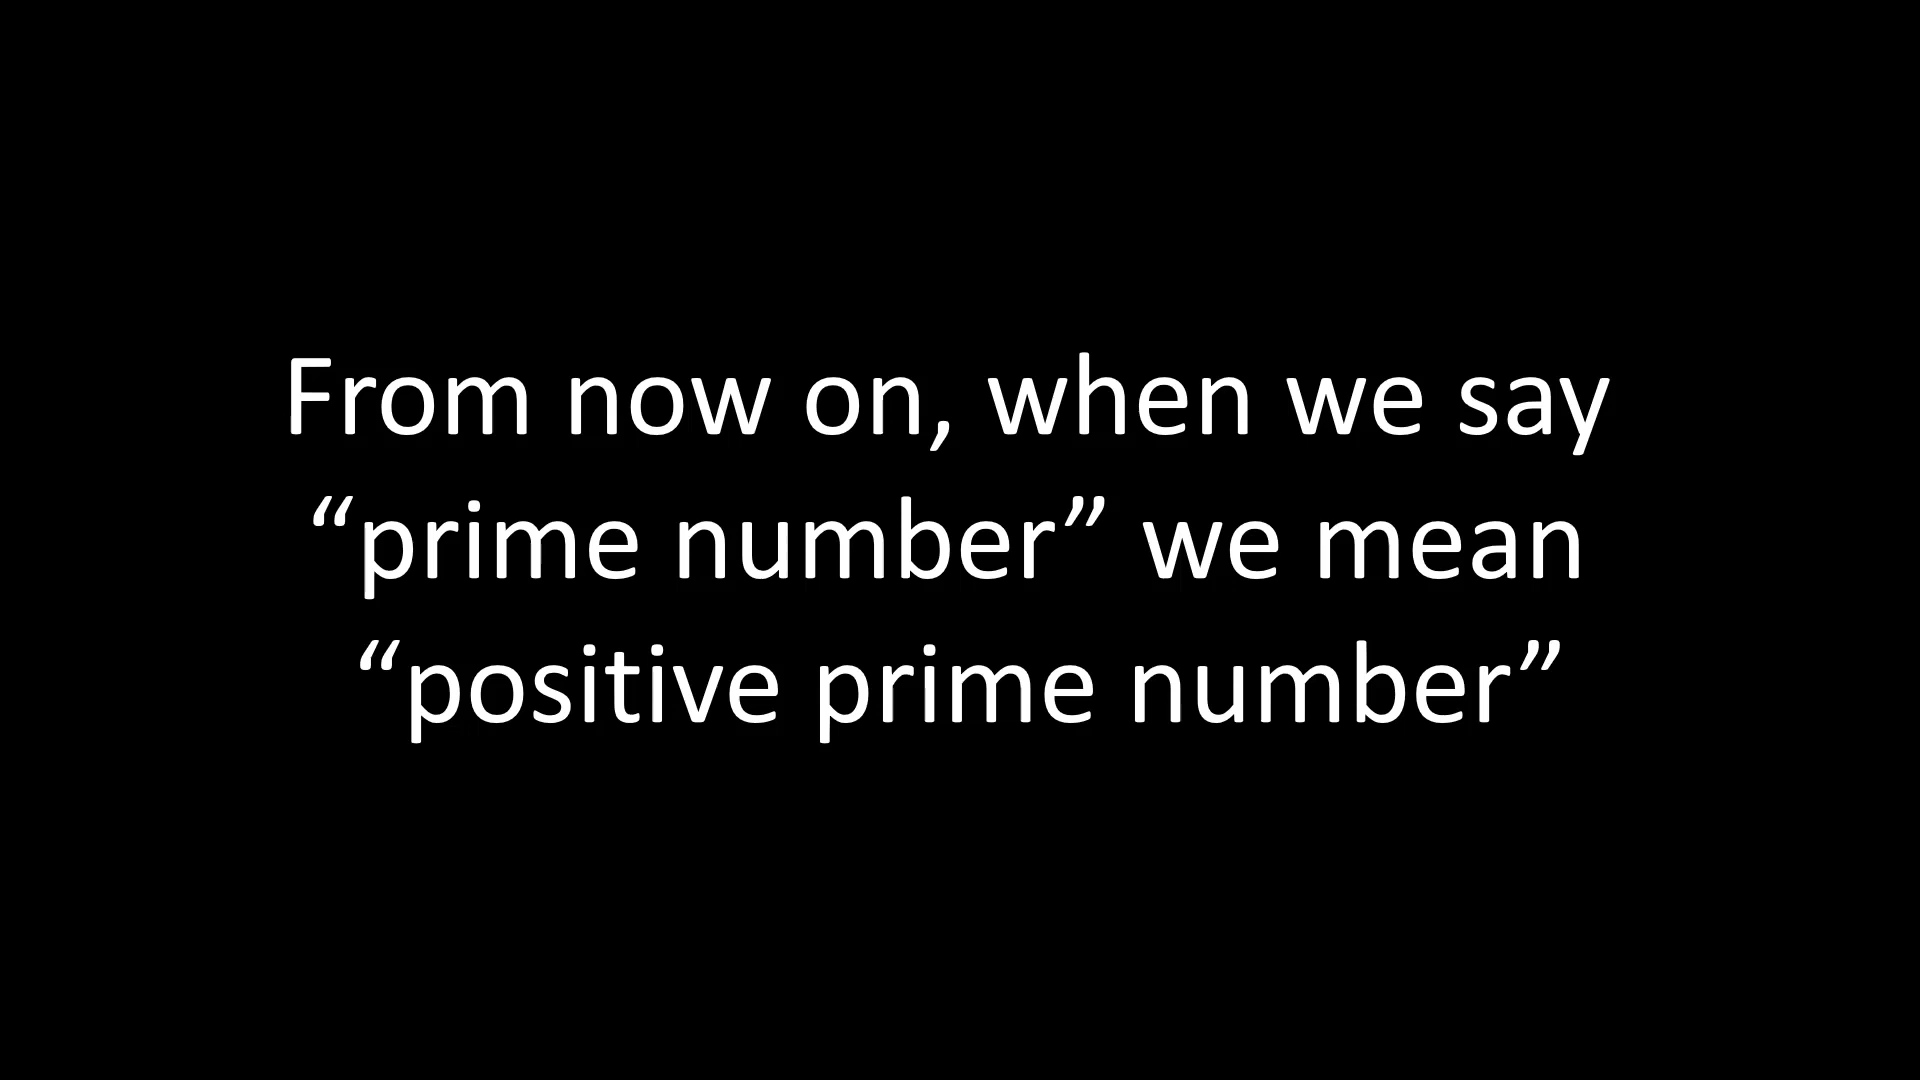 From now on, when we say
“prime number” we mean
“positive prime number”